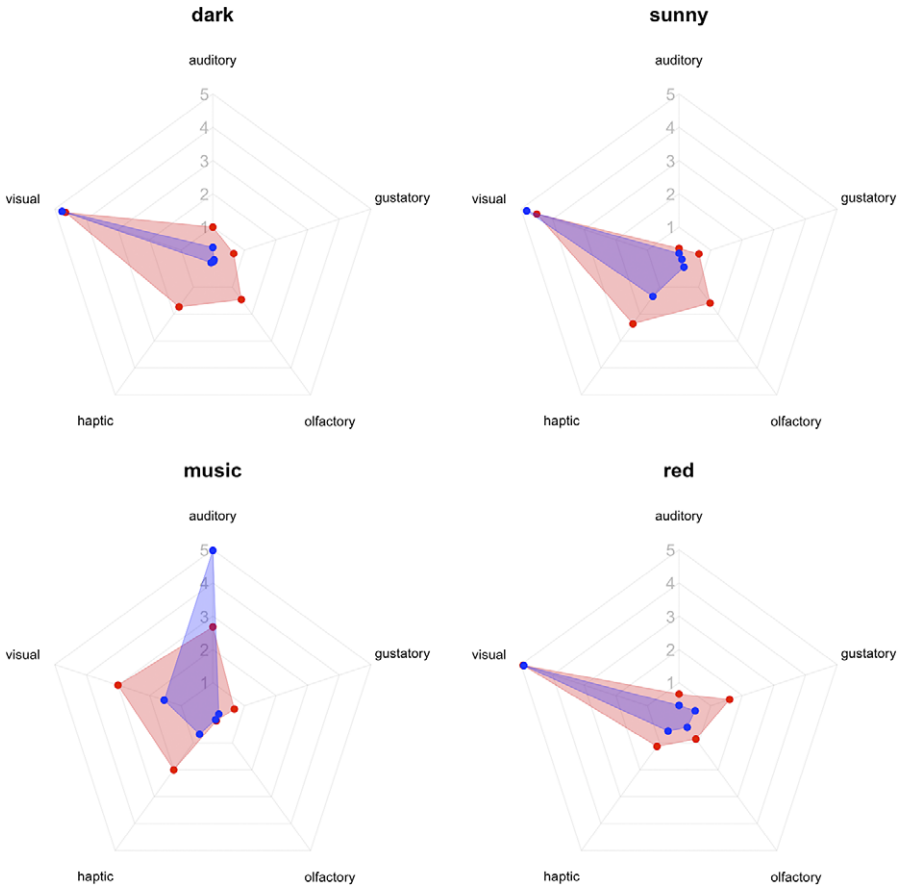 dark
auditory
5
4
3
2
1
visual
gustatory
haptic
olfactory
sunny
auditory
5
4
3
2
1
visual
gustatory
haptic
olfactory
music
auditory
5
4
3
2
1
visual
gustatory
haptic
olfactory
red
auditory
5
4
3
2
1
visual
gustatory
haptic
olfactory